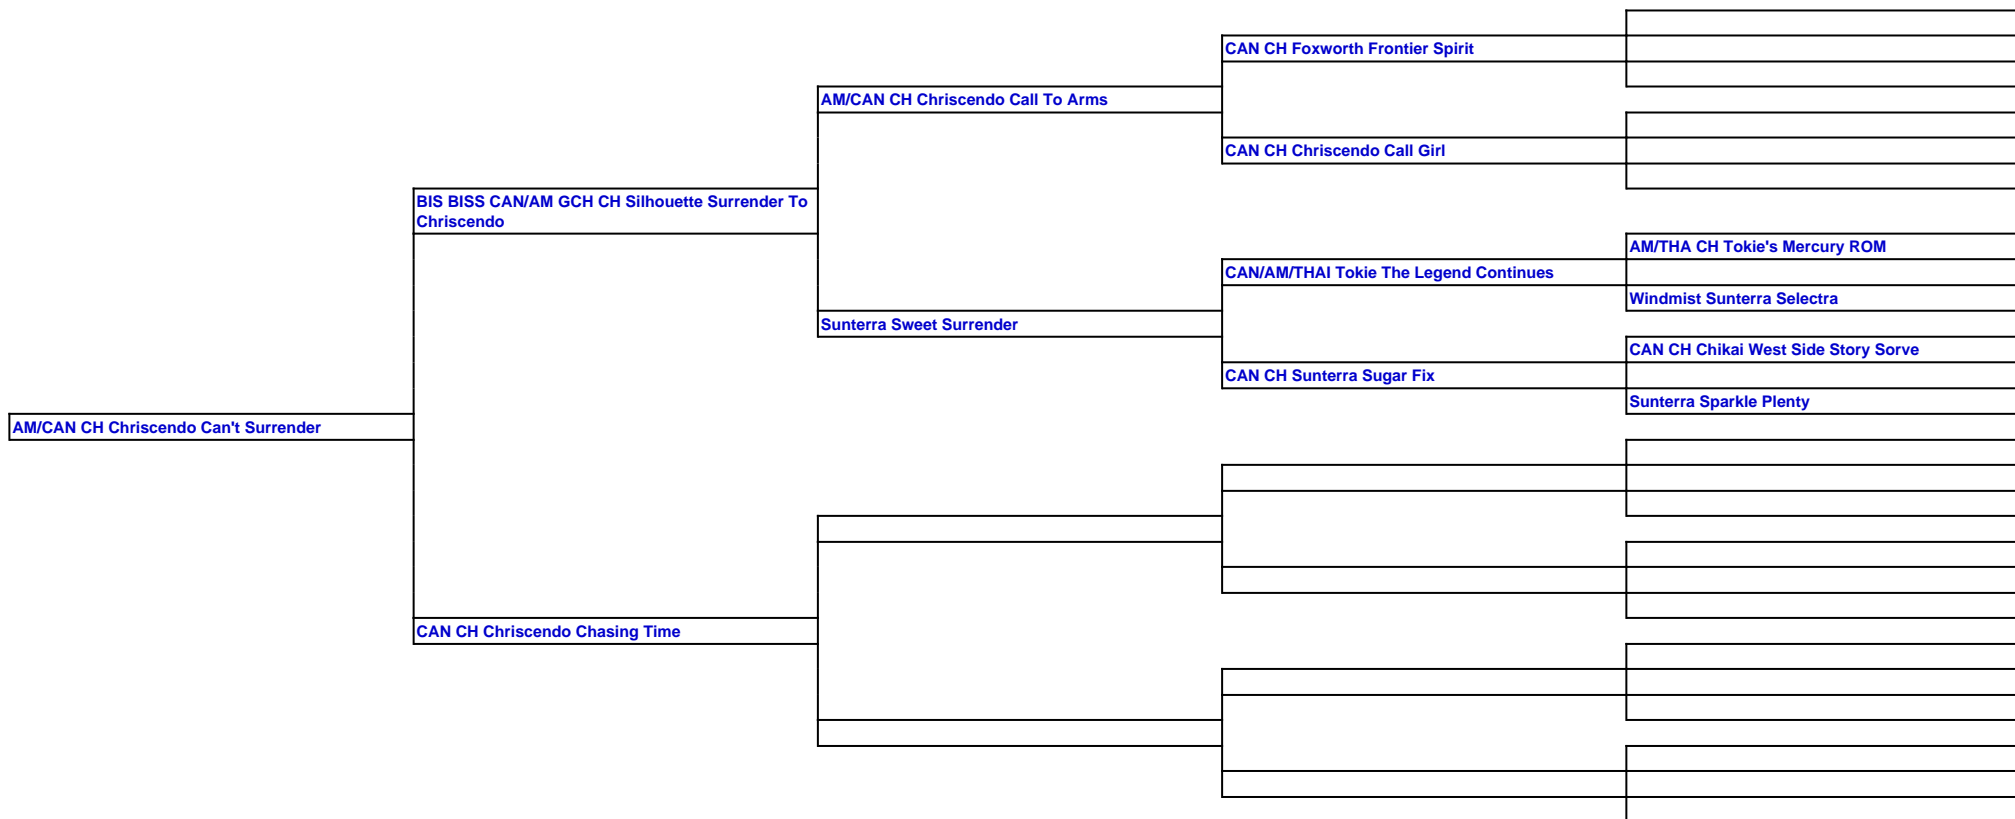 CAN CH Foxworth Frontier Spirit
AM/CAN CH Chriscendo Call To Arms
CAN CH Chriscendo Call Girl
BIS BISS CAN/AM GCH CH Silhouette Surrender To
Chriscendo
AM/THA CH Tokie's Mercury ROM
CAN/AM/THAI Tokie The Legend Continues
Windmist Sunterra Selectra
Sunterra Sweet Surrender
CAN CH Chikai West Side Story Sorve
CAN CH Sunterra Sugar Fix
Sunterra Sparkle Plenty
AM/CAN CH Chriscendo Can't Surrender
CAN CH Chriscendo Chasing Time